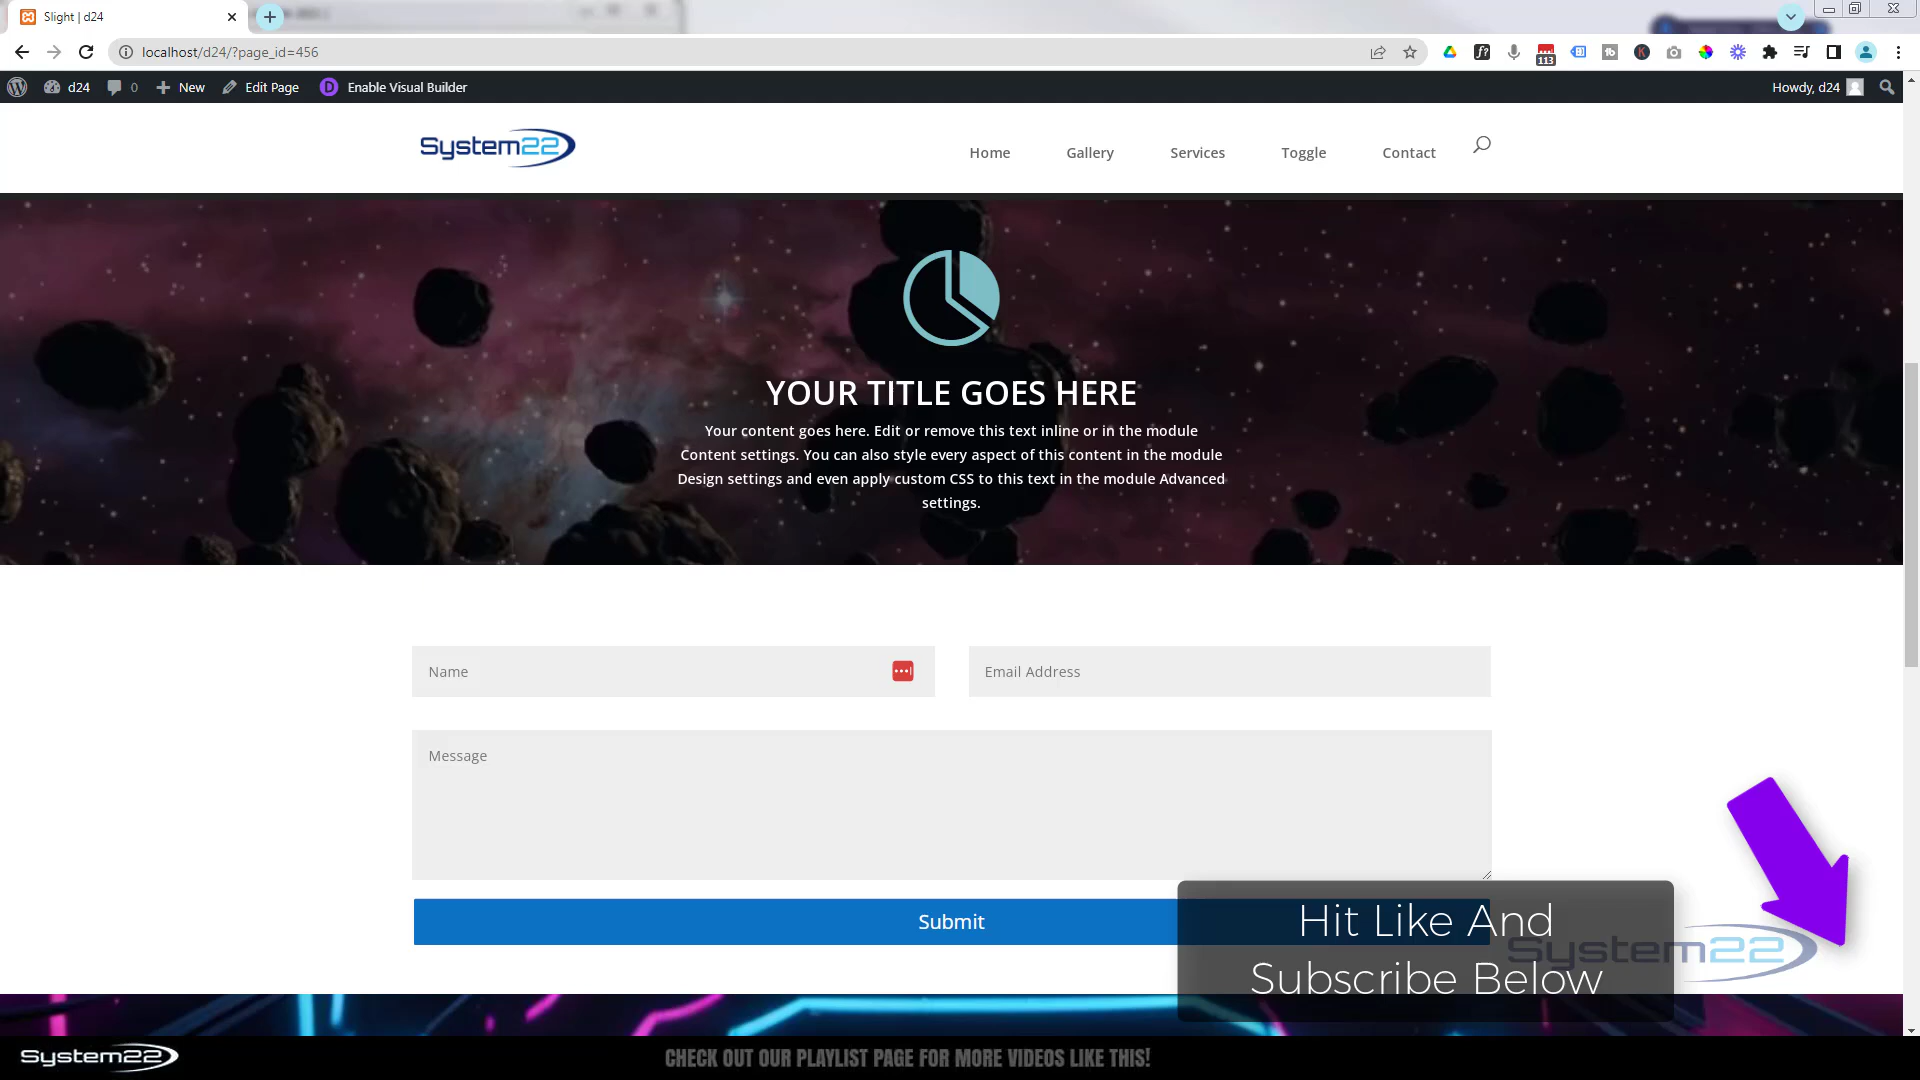 Slight | d24
localhost/d24/?page_id=456
113
d24
0
New
Edit Page
D
Enable Visual Builder
Howdy, d24
System22
Home
Gallery
Services
Toggle
Contact
YOUR TITLE GOES HERE
Your content goes here. Edit or remove this text inline or in the module
Content settings. You can also style every aspect of this content in the module
Design settings and even apply custom CSS to this text in the module Advanced
settings.
Name
Email Address
Message
Submit
Hit Like And
Subscribe Below
System22
System22
CHECK OUT OUR PLAYLIST PAGE FOR MORE VIDEOS LIKE THIS!